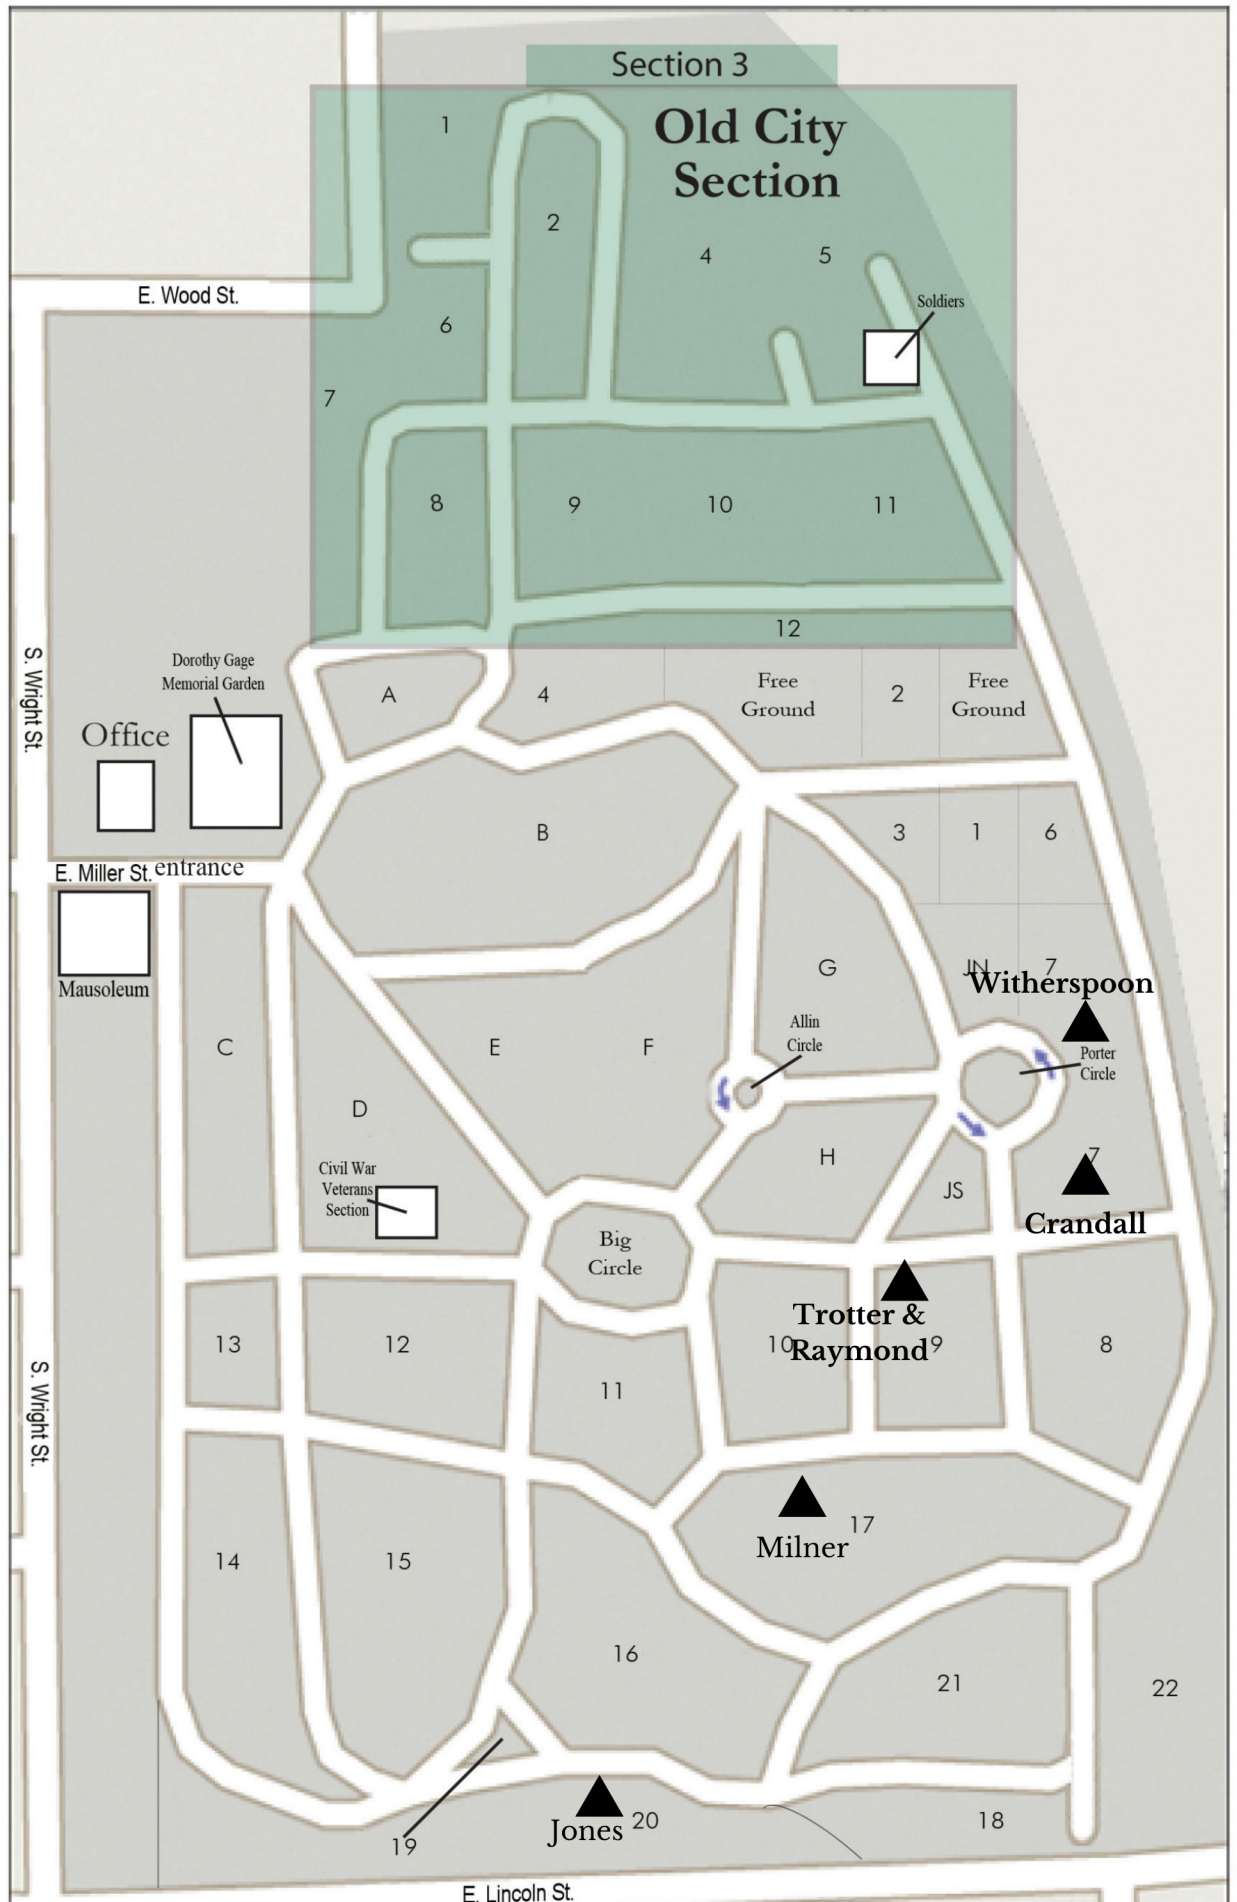 Section 3
Old City
Section
1
2
4
5
Soldiers
E. Wood St.
6
7
8
9
10
11
12
S. Wright St.
Dorothy Gage
Memorial Garden
Office
A
4
Free
Ground
2
Free
Ground
B
3
1
6
E. Miller St.
entrance
Mausoleum
G
JN
7
Witherspoon
C
E
F
Allin
Circle
Porter
Circle
D
H
7
JS
Civil War
Veterans
Section
Crandall
Big
Circle
Trotter &
Raymond
13
12
10
9
8
11
S. Wright St.
17
Milner
14
15
16
21
22
Jones
20
18
19
E. Lincoln St.